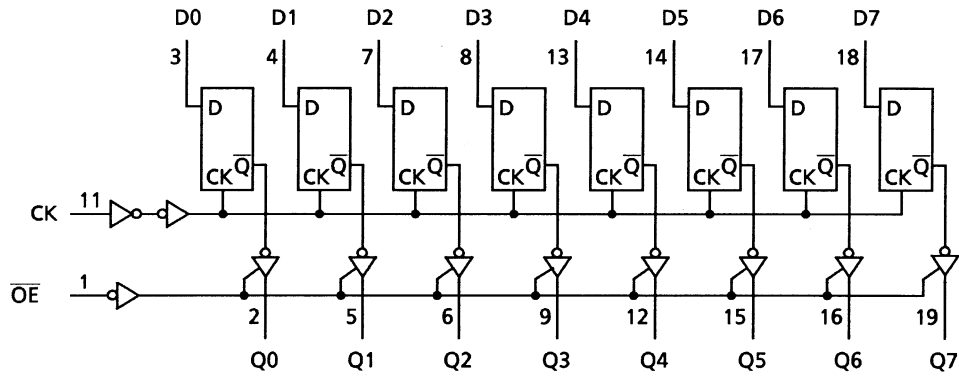 D0 D1 D2 D3 D4 D5 D6 D7
3 4 7 8 13 14 17 18
D D D D D D D D
Q̅ Q̅ Q̅ Q̅ Q̅ Q̅ Q̅ Q̅
CK CK CK CK CK CK CK CK
CK 11
O̅E̅ 1
2 5 6 9 12 15 16 19
Q0 Q1 Q2 Q3 Q4 Q5 Q6 Q7